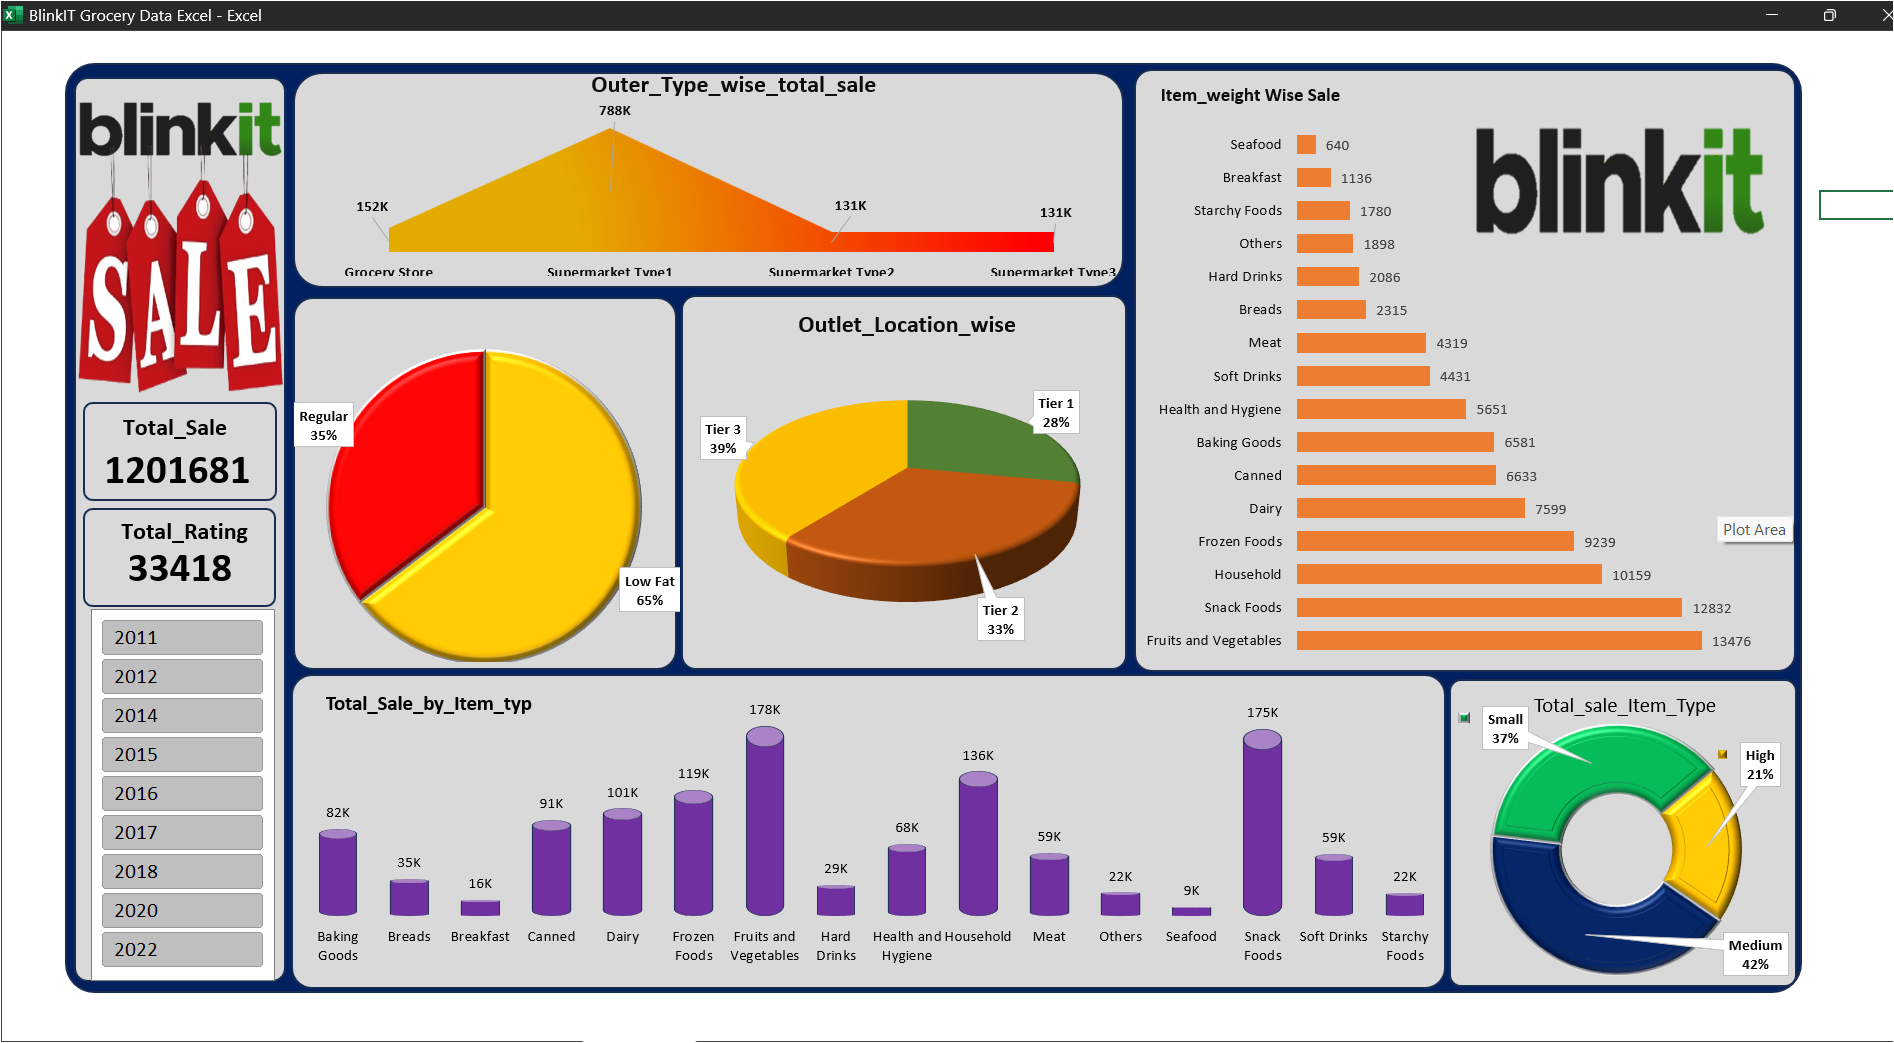 BlinkIT Grocery Data Excel - Excel
blinkit
SALE
Total_Sale
1201681
Total_Rating
33418
2011
2012
2014
2015
2016
2017
2018
2020
2022
Outer_Type_wise_total_sale
788K
152K
131K
131K
Grocery Store
Supermarket Type1
Supermarket Type2
Supermarket Type3
Regular
35%
Low Fat
65%
Outlet_Location_wise
Tier 1
28%
Tier 3
39%
Tier 2
33%
Item_weight Wise Sale
blinkit
Seafood 640
Breakfast 1136
Starchy Foods 1780
Others 1898
Hard Drinks 2086
Breads 2315
Meat 4319
Soft Drinks 4431
Health and Hygiene 5651
Baking Goods 6581
Canned 6633
Dairy 7599
Frozen Foods 9239
Household 10159
Snack Foods 12832
Fruits and Vegetables 13476
Plot Area
Total_Sale_by_Item_typ
82K
35K
16K
91K
101K
119K
178K
29K
68K
136K
59K
22K
9K
175K
59K
22K
Baking
Goods
Breads
Breakfast
Canned
Dairy
Frozen
Foods
Fruits and
Vegetables
Hard
Drinks
Health and
Hygiene
Household
Meat
Others
Seafood
Snack
Foods
Soft Drinks
Starchy
Foods
Total_sale_Item_Type
Small
37%
High
21%
Medium
42%